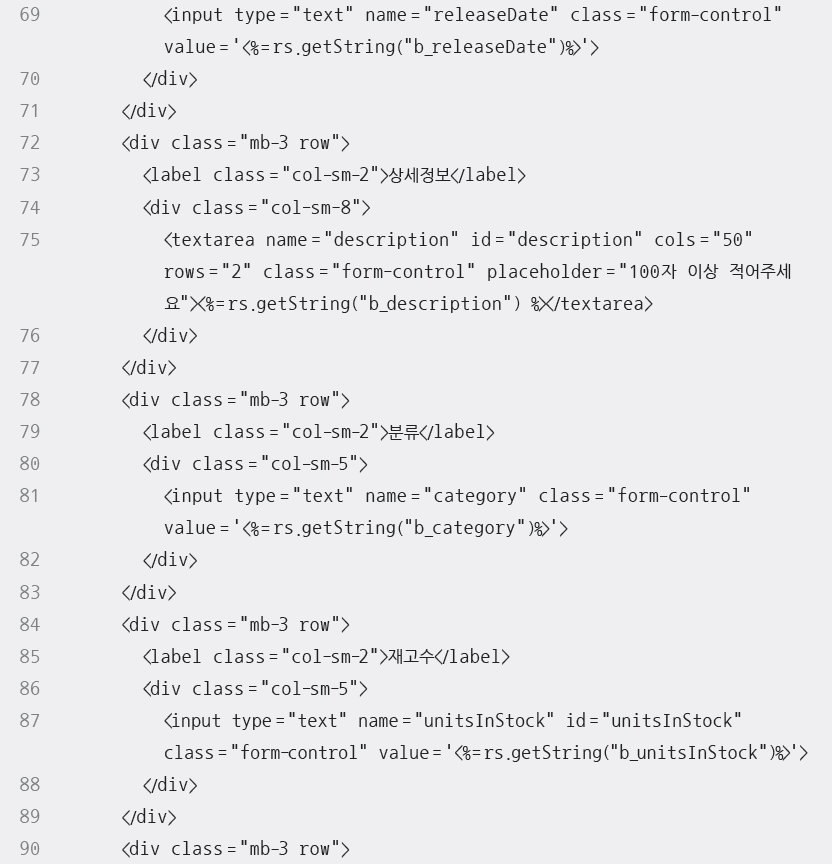 69 <input type="text" name="releaseDate" class="form-control"
value='<%=rs.getString("b_releaseDate")%>'>
70 </div>
71 </div>
72 <div class="mb-3 row">
73 <label class="col-sm-2">상세정보</label>
74 <div class="col-sm-8">
75 <textarea name="description" id="description" cols="50"
rows="2" class="form-control" placeholder="100자 이상 적어주세
요"><%=rs.getString("b_description") %></textarea>
76 </div>
77 </div>
78 <div class="mb-3 row">
79 <label class="col-sm-2">분류</label>
80 <div class="col-sm-5">
81 <input type="text" name="category" class="form-control"
value='<%=rs.getString("b_category")%>'>
82 </div>
83 </div>
84 <div class="mb-3 row">
85 <label class="col-sm-2">재고수</label>
86 <div class="col-sm-5">
87 <input type="text" name="unitsInStock" id="unitsInStock"
class="form-control" value='<%=rs.getString("b_unitsInStock")%>'>
88 </div>
89 </div>
90 <div class="mb-3 row">